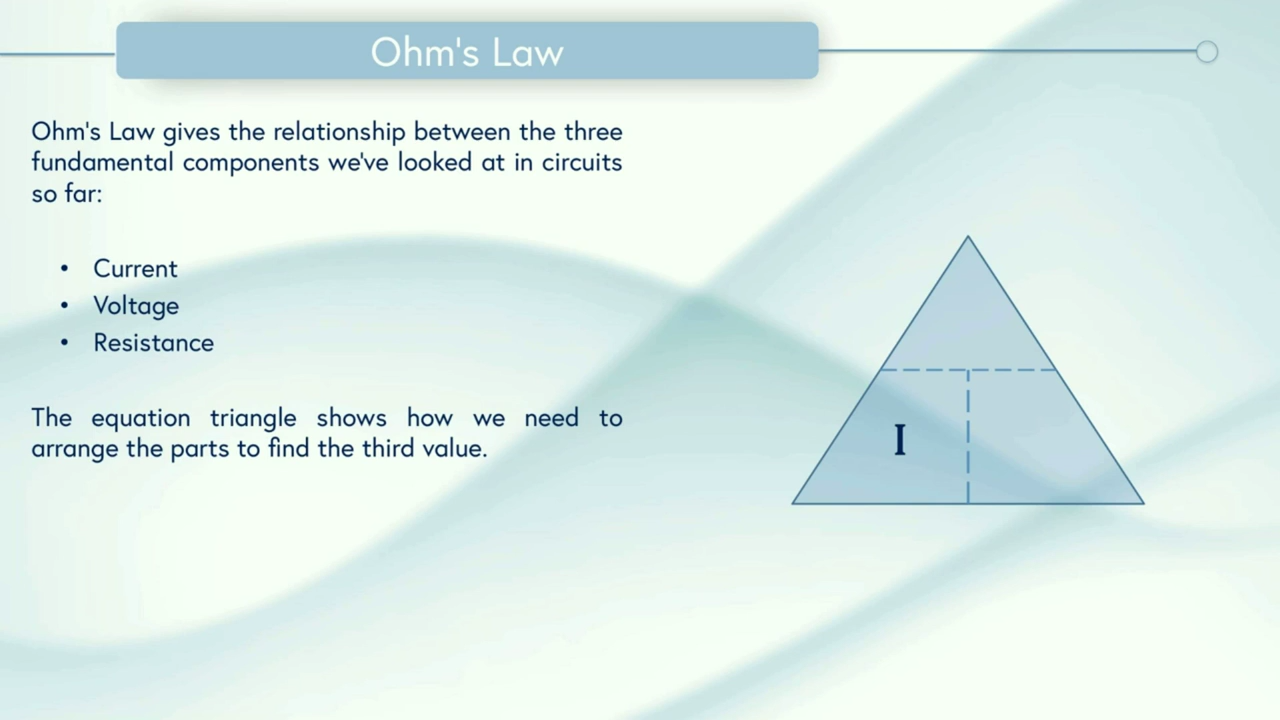 Ohm's Law
Ohm's Law gives the relationship between the three
fundamental components we've looked at in circuits
so far:
• Current
• Voltage
• Resistance
The equation triangle shows how we need to
arrange the parts to find the third value.
I